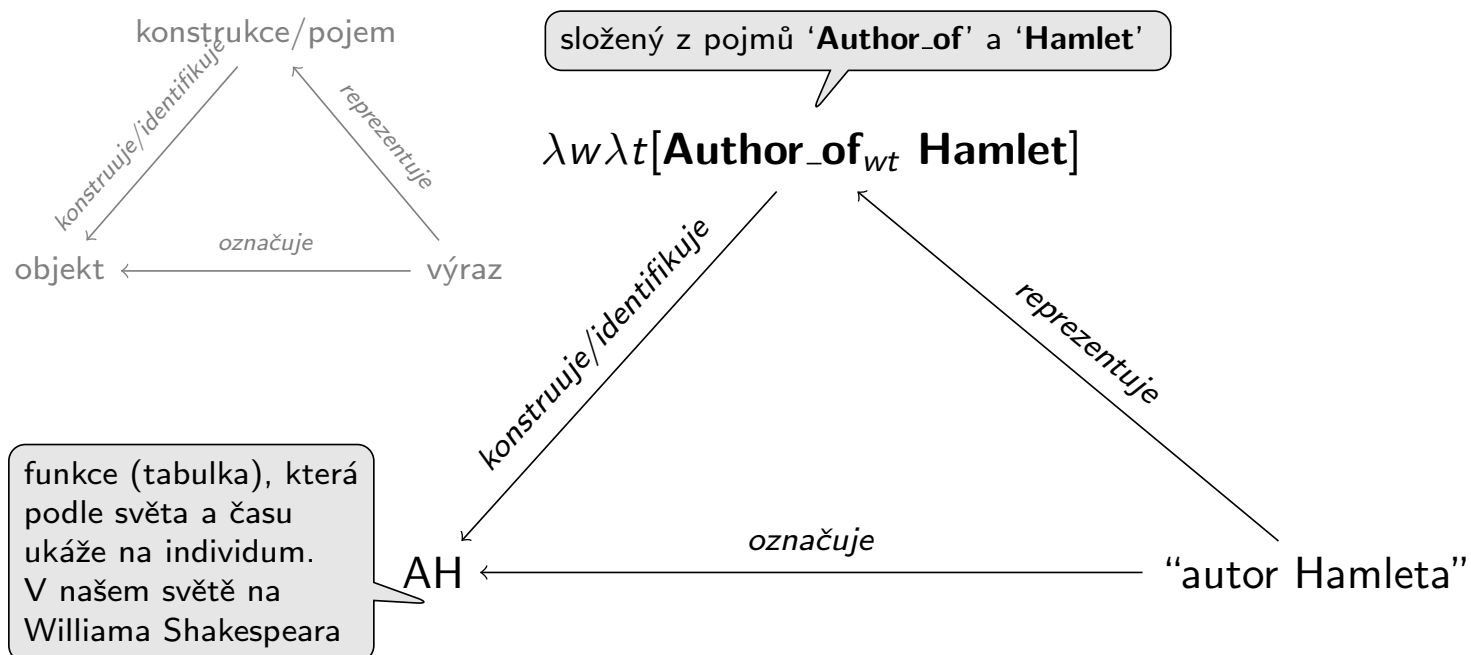 konstrukce/pojem
konstruuje/identifikuje
reprezentuje
objekt
označuje
výraz
složený z pojmů ‘Author_of’ a ‘Hamlet’
λwλt[Author_of_wt Hamlet]
konstruuje/identifikuje
reprezentuje
funkce (tabulka), která
podle světa a času
ukáže na individum.
V našem světě na
Williama Shakespeara
AH
označuje
“autor Hamleta”